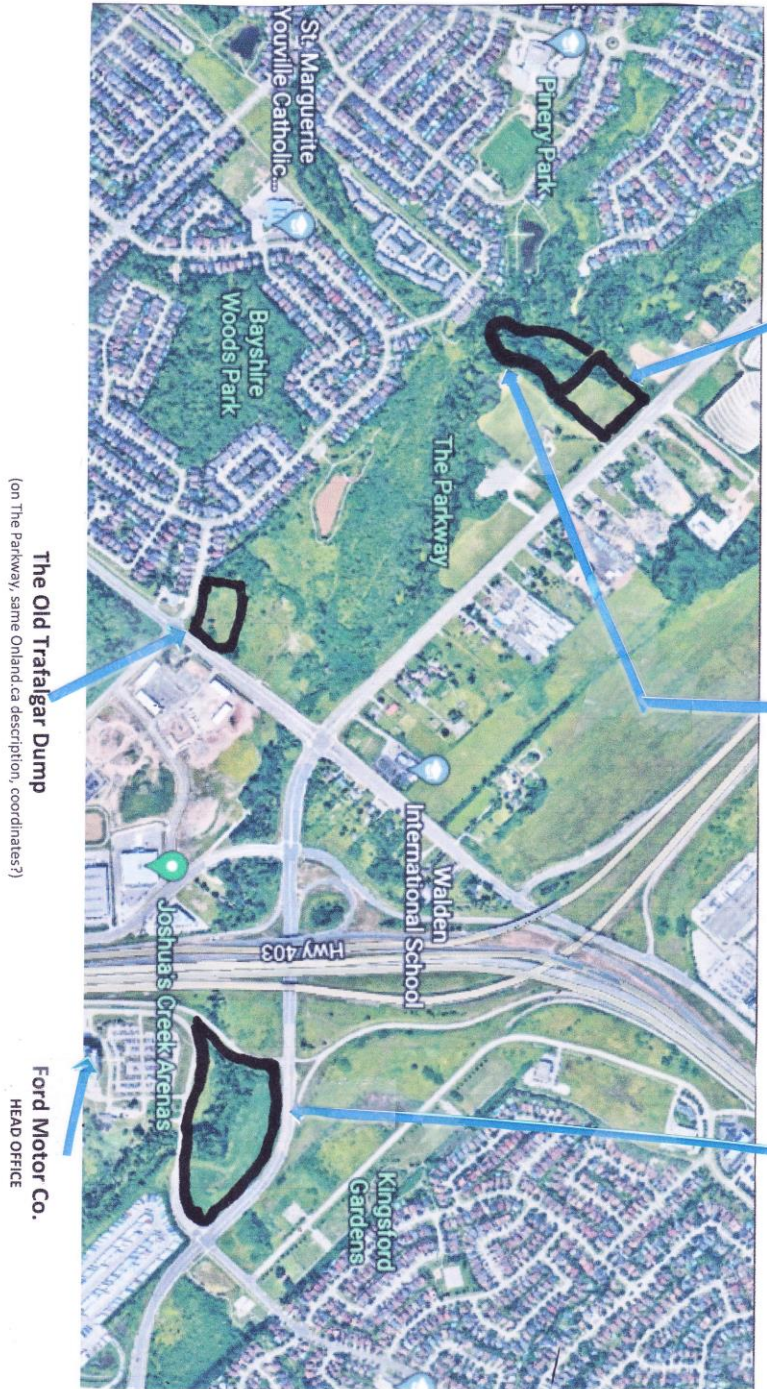 St. Marguerite
Youville Catholic...
Pinery Park
Bayshire
Woods Park
The Parkway
Walden
International School
Hwy 403
Joshua's Creek Arenas
Kingsford
Gardens
The Old Trafalgar Dump
(on The Parkway, same Onland.ca description, coordinates?)
Ford Motor Co.
HEAD OFFICE